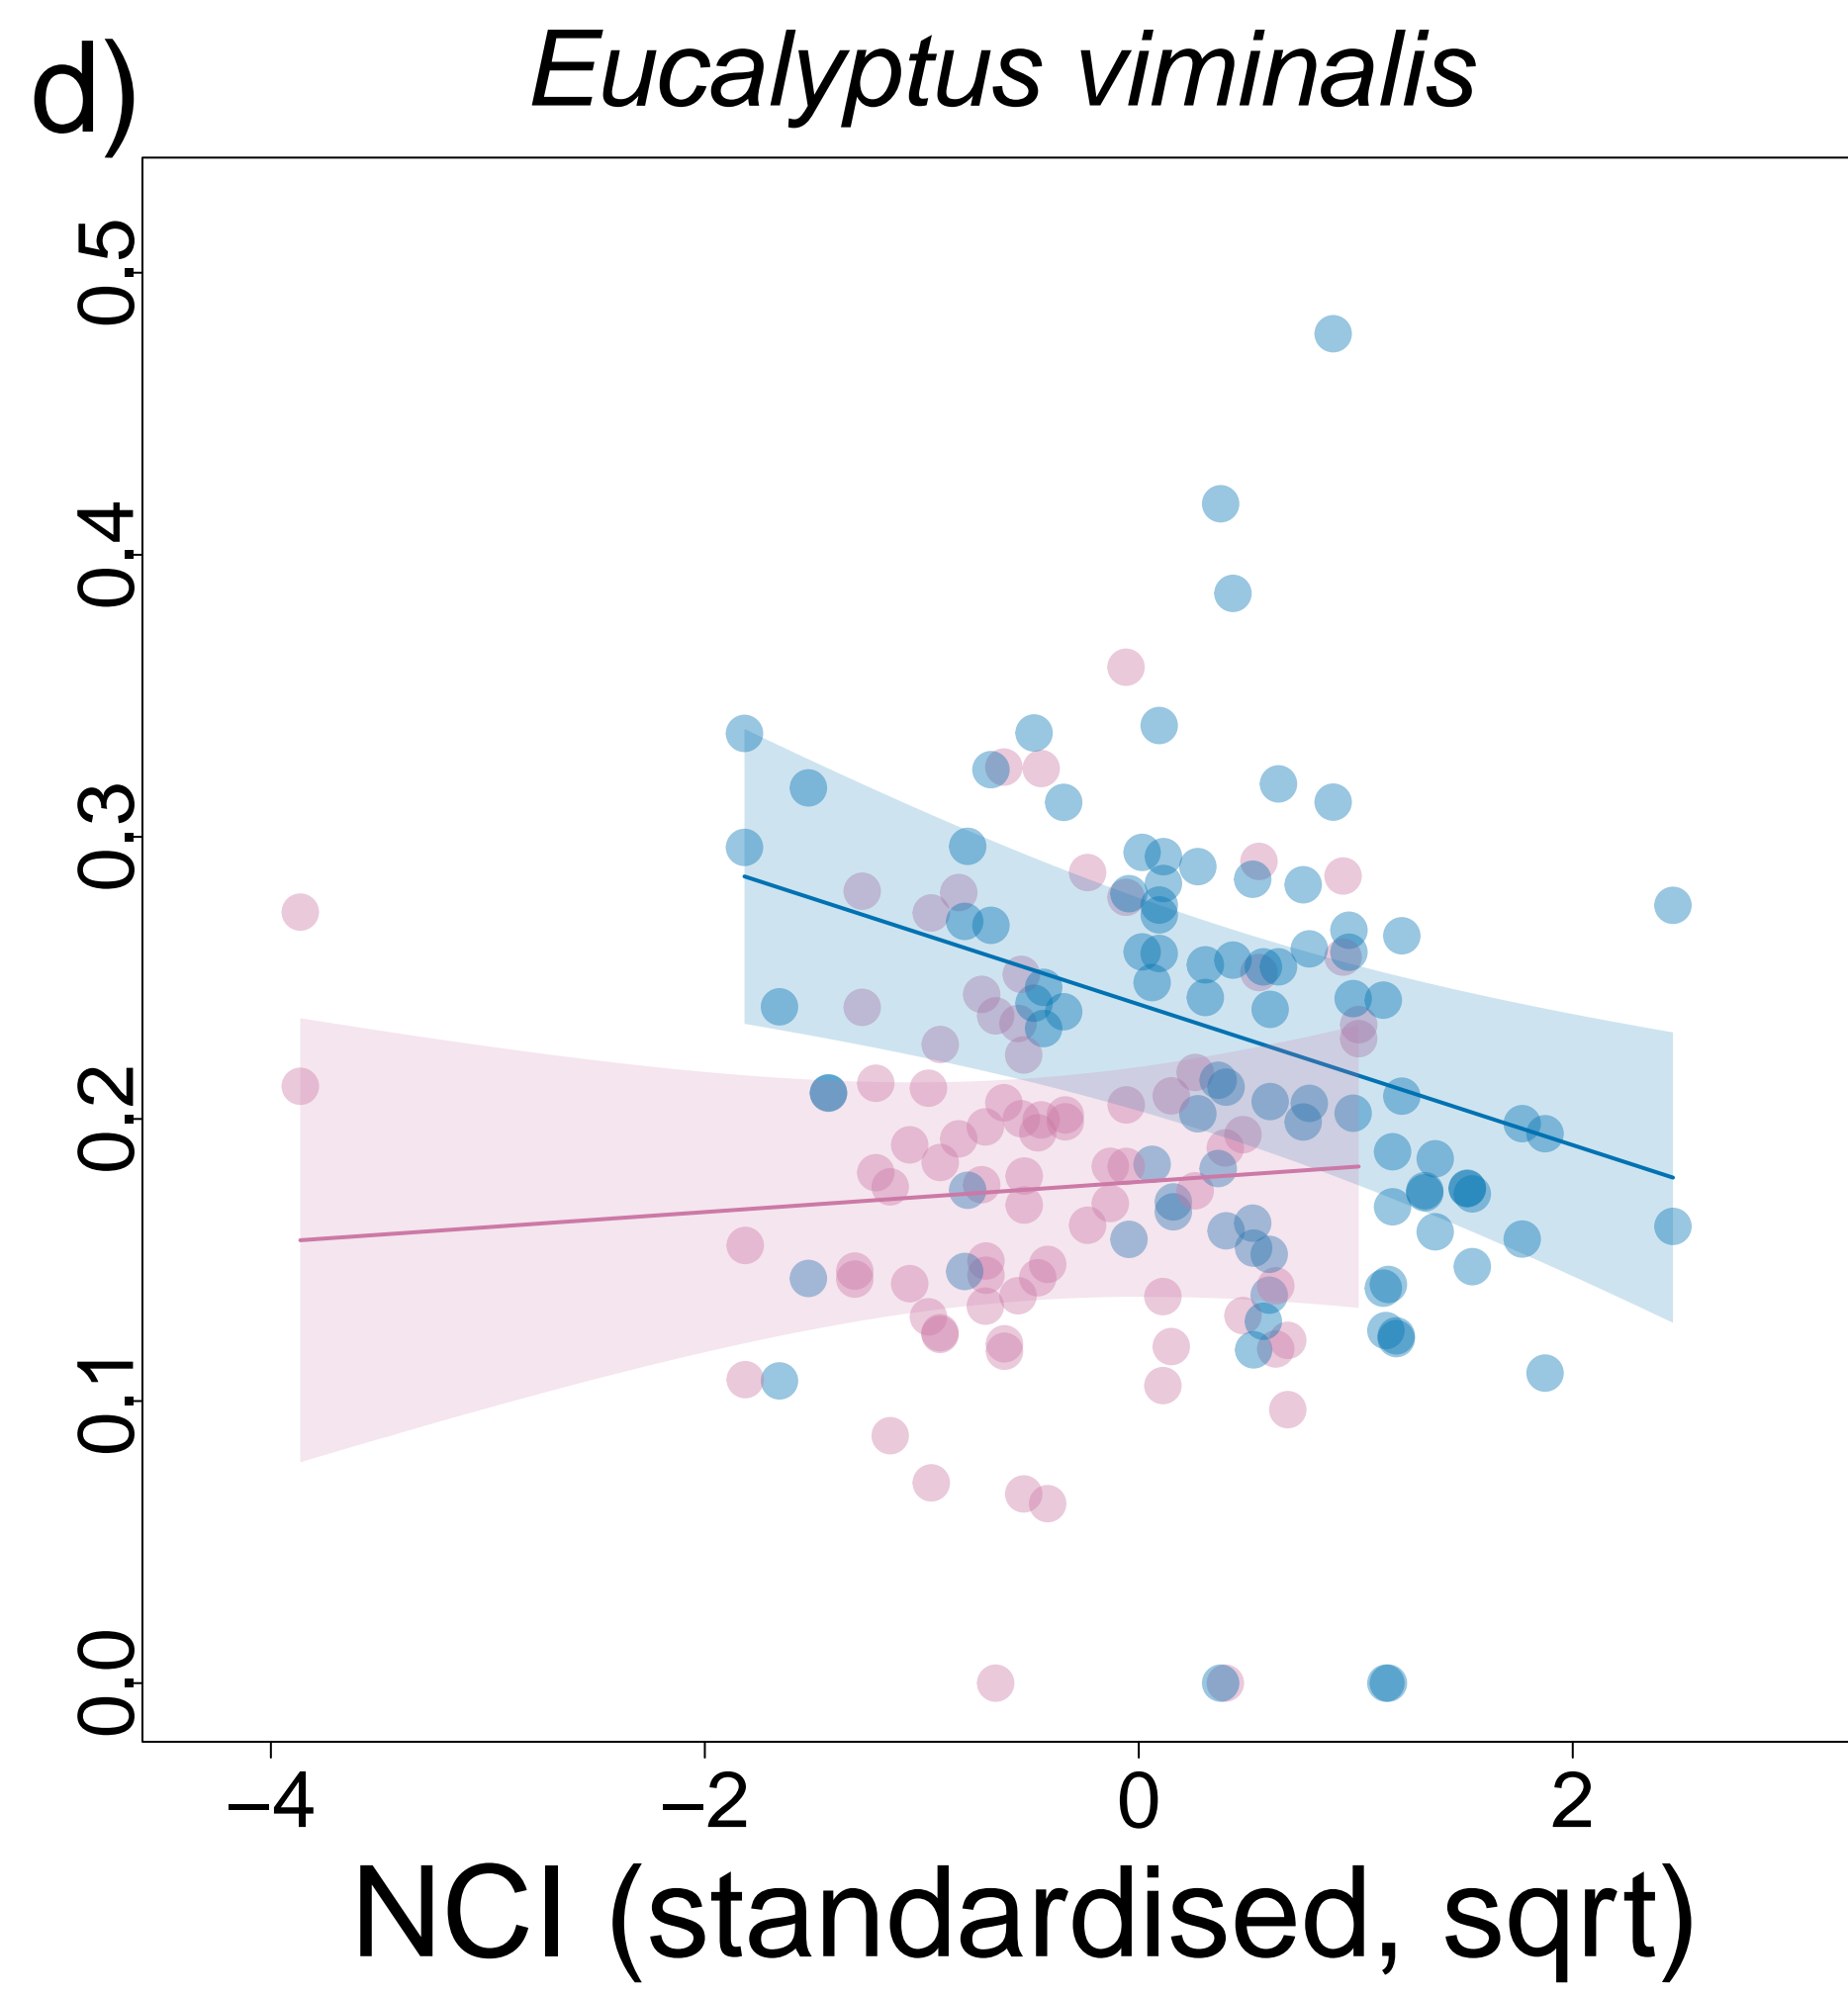 d)
Eucalyptus viminalis
0.5
0.4
0.3
0.2
0.1
0.0
−4 −2 0 2
NCI (standardised, sqrt)